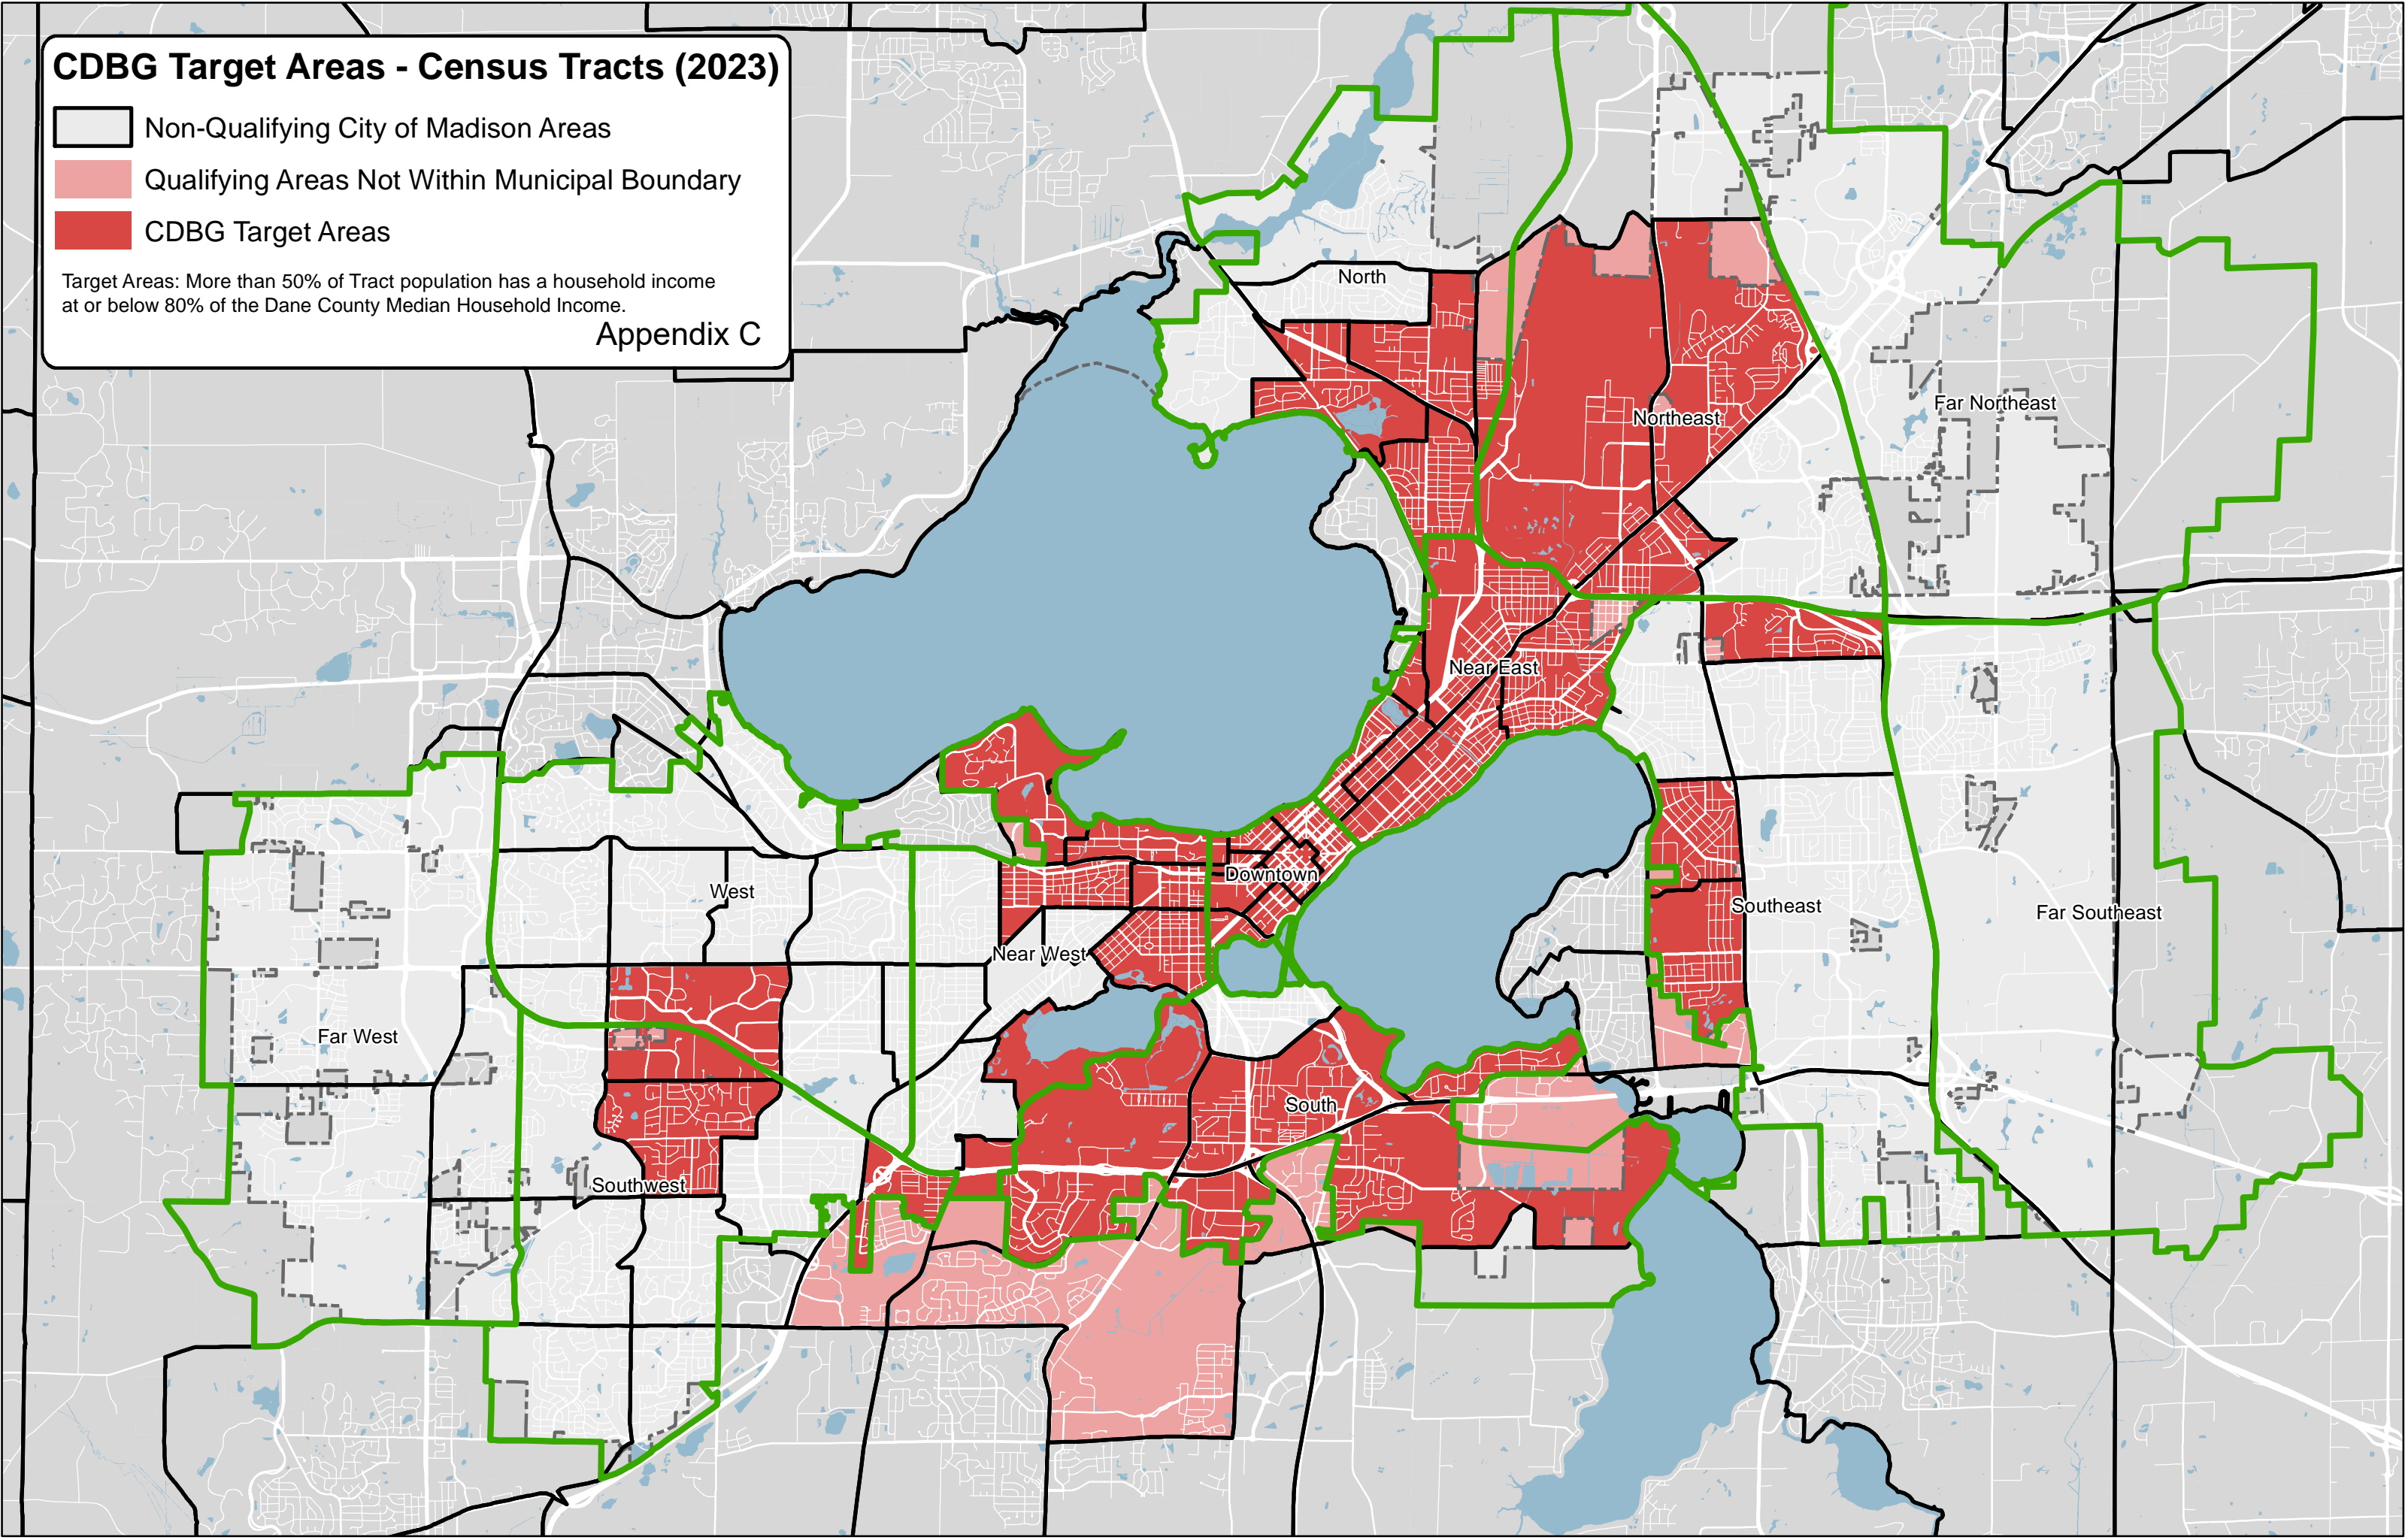 CDBG Target Areas - Census Tracts (2023)
Non-Qualifying City of Madison Areas
Qualifying Areas Not Within Municipal Boundary
CDBG Target Areas
Target Areas: More than 50% of Tract population has a household income
at or below 80% of the Dane County Median Household Income.
Appendix C
North
Far Northeast
Northeast
Near East
Downtown
West
Southeast
Far Southeast
Near West
Far West
South
Southwest